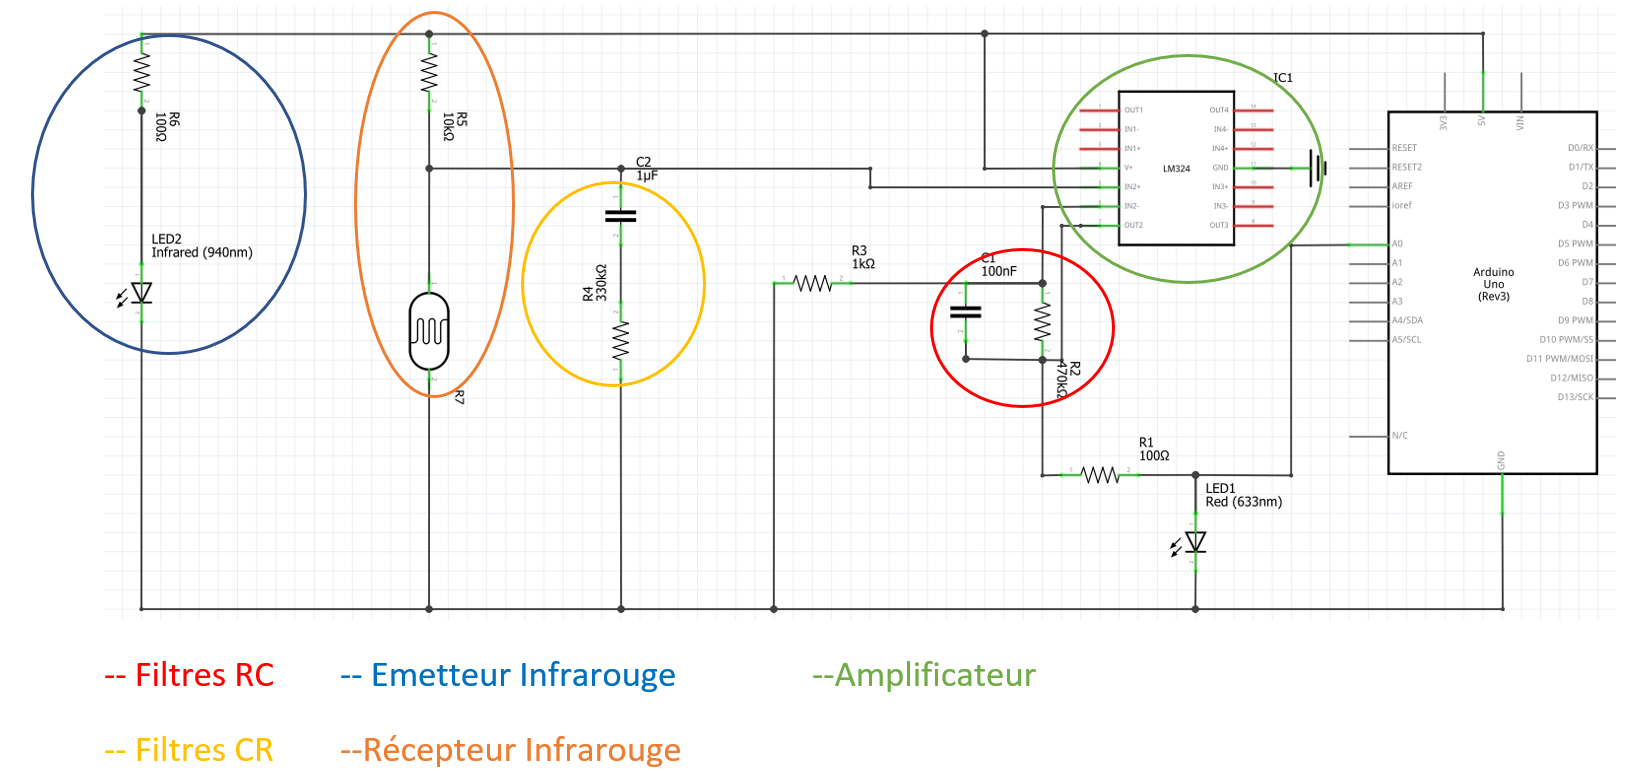 R6
100Ω
LED2
Infrared (940nm)
R5
10kΩ
R7
C2
1µF
R4
330kΩ
R3
1kΩ
C1
100nF
R2
470kΩ
R1
100Ω
LED1
Red (633nm)
IC1
LM324
OUT1
IN1-
IN1+
V+
IN2+
IN2-
OUT2
OUT4
IN4-
IN4+
GND
IN3+
IN3-
OUT3
3V3
5V
VIN
RESET
RESET2
AREF
ioref
A0
A1
A2
A3
A4/SDA
A5/SCL
N/C
Arduino
Uno
(Rev3)
D0/RX
D1/TX
D2
D3 PWM
D4
D5 PWM
D6 PWM
D7
D8
D9 PWM
D10 PWM/SS
D11 PWM/MOSI
D12/MISO
D13/SCK
GND
-- Filtres RC
-- Emetteur Infrarouge
--Amplificateur
-- Filtres CR
--Récepteur Infrarouge